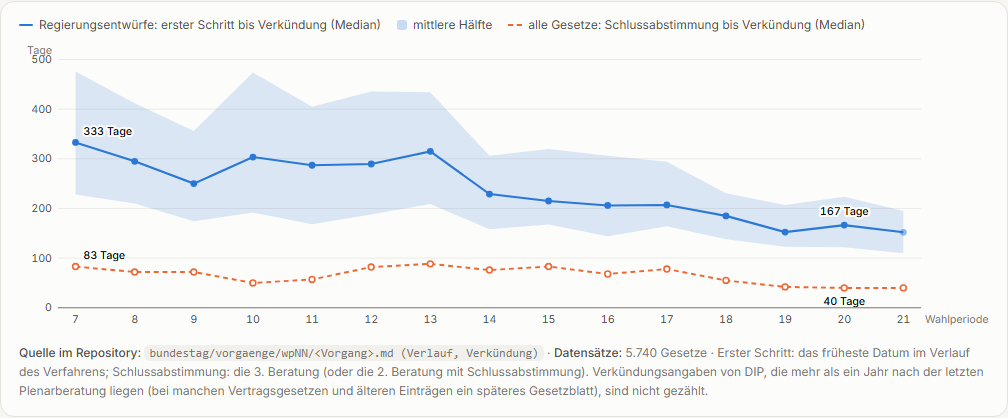 Regierungsentwürfe: erster Schritt bis Verkündung (Median) mittlere Hälfte alle Gesetze: Schlussabstimmung bis Verkündung (Median)
Tage
500
400
333 Tage
300
200
167 Tage
100
83 Tage
0
40 Tage
7 8 9 10 11 12 13 14 15 16 17 18 19 20 21 Wahlperiode
Quelle im Repository: bundestag/vorgaenge/wpNN/<Vorgang>.md (Verlauf, Verkündung) · Datensätze: 5.740 Gesetze · Erster Schritt: das früheste Datum im Verlauf
des Verfahrens; Schlussabstimmung: die 3. Beratung (oder die 2. Beratung mit Schlussabstimmung). Verkündungsangaben von DIP, die mehr als ein Jahr nach der letzten
Plenarberatung liegen (bei manchen Vertragsgesetzen und älteren Einträgen ein späteres Gesetzblatt), sind nicht gezählt.